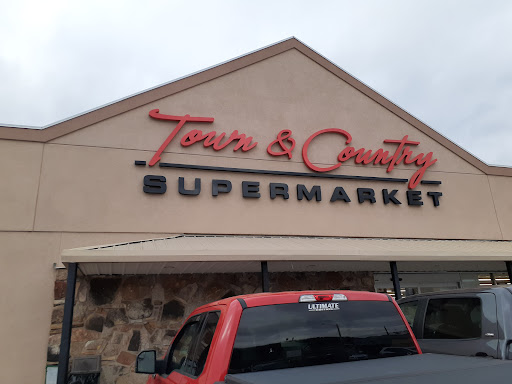 Town & Country
SUPERMARKET
ULTIMATE